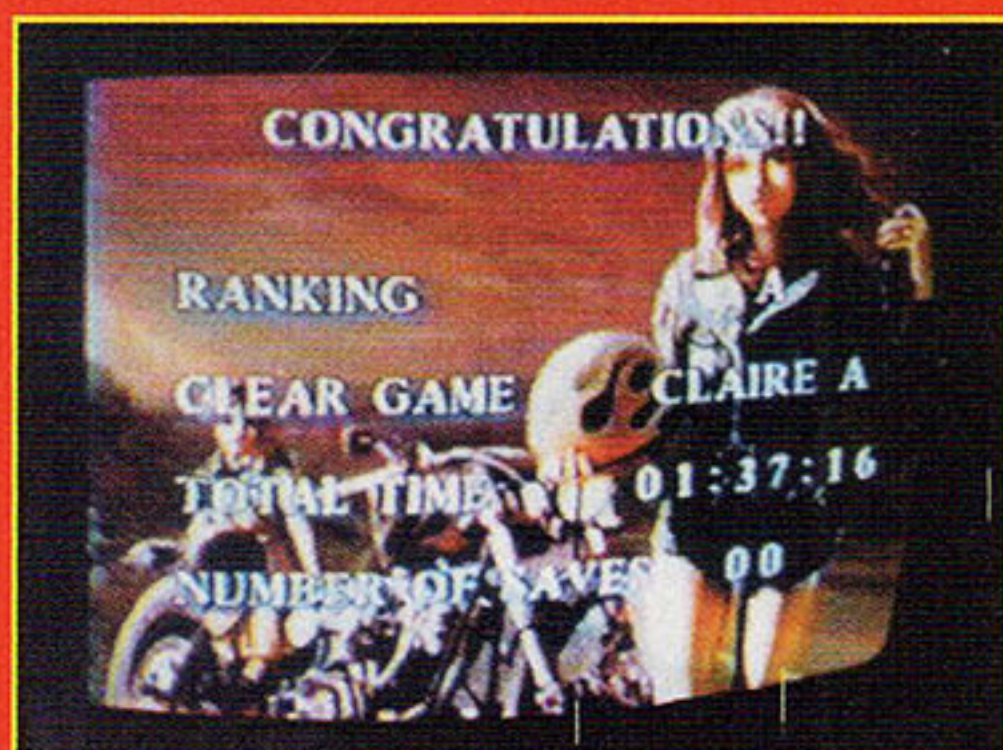 CONGRATULATIONS!!
RANKING A
CLEAR GAME CLAIRE A
TOTAL TIME 01:37:16
NUMBER OF SAVES 00